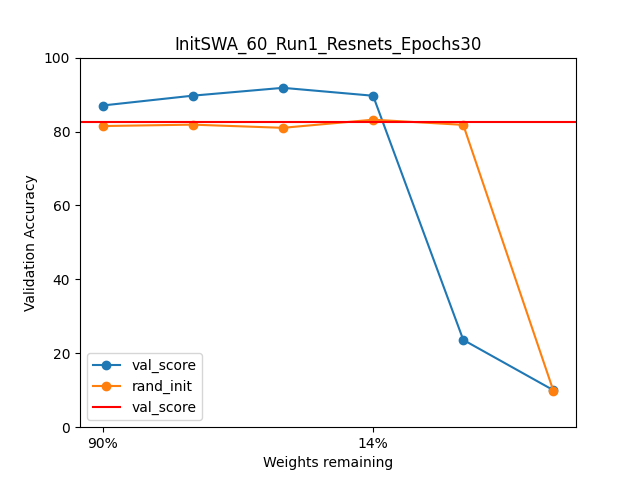 InitSWA_60_Run1_Resnets_Epochs30
100
80
60
40
20
0
Validation Accuracy
val_score
rand_init
val_score
90%
14%
Weights remaining